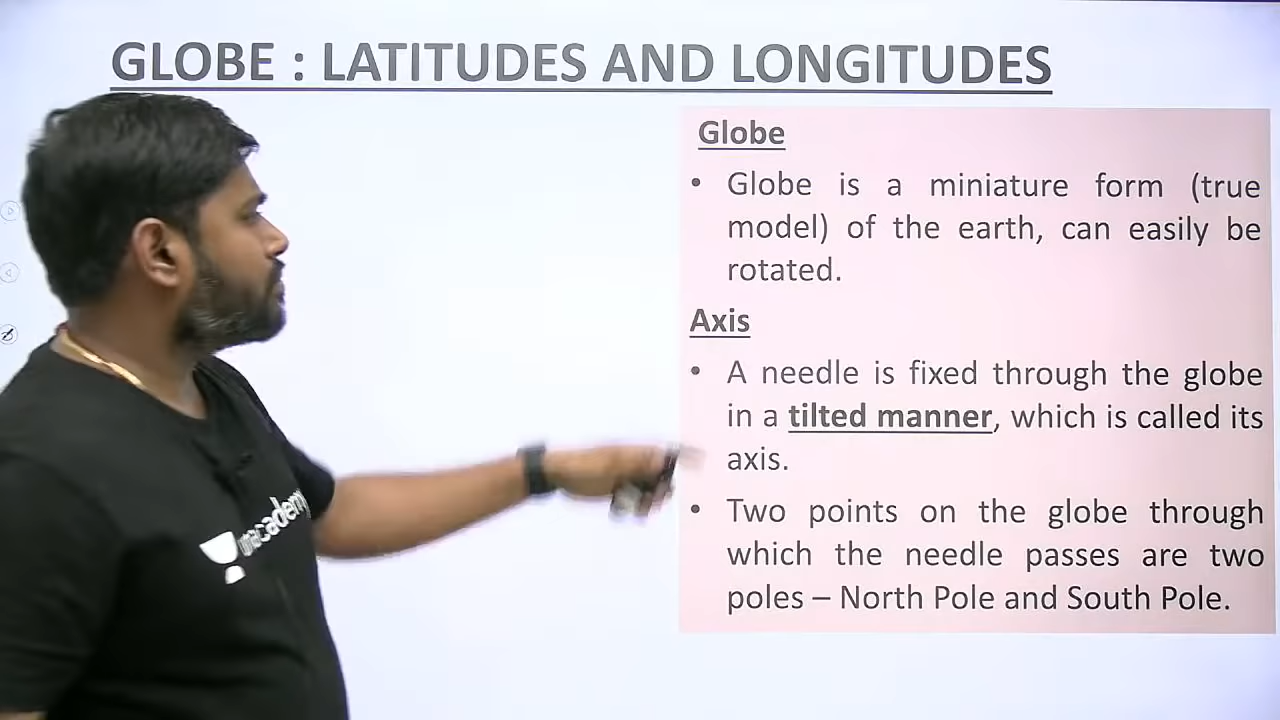 GLOBE : LATITUDES AND LONGITUDES
Globe
• Globe is a miniature form (true
model) of the earth, can easily be
rotated.
Axis
• A needle is fixed through the globe
in a tilted manner, which is called its
axis.
• Two points on the globe through
which the needle passes are two
poles – North Pole and South Pole.
unacademy